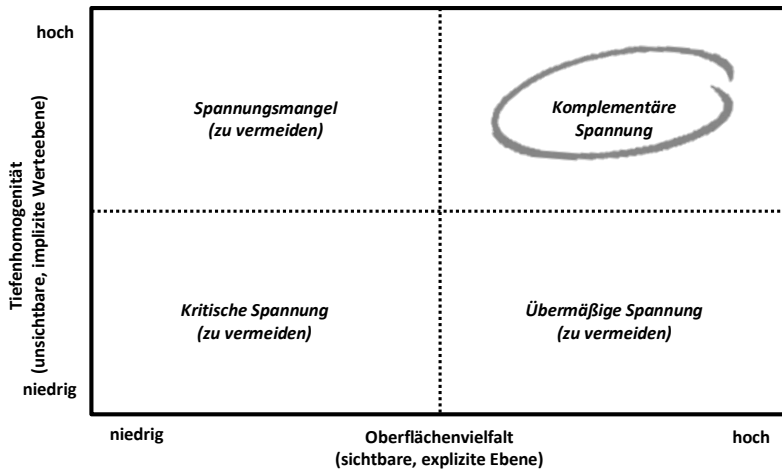 hoch
Spannungsmangel
(zu vermeiden)
Komplementäre
Spannung
Tiefenhomogenität
(unsichtbare, implizite Werteebene)
Kritische Spannung
(zu vermeiden)
Übermäßige Spannung
(zu vermeiden)
niedrig
niedrig
Oberflächenvielfalt
(sichtbare, explizite Ebene)
hoch